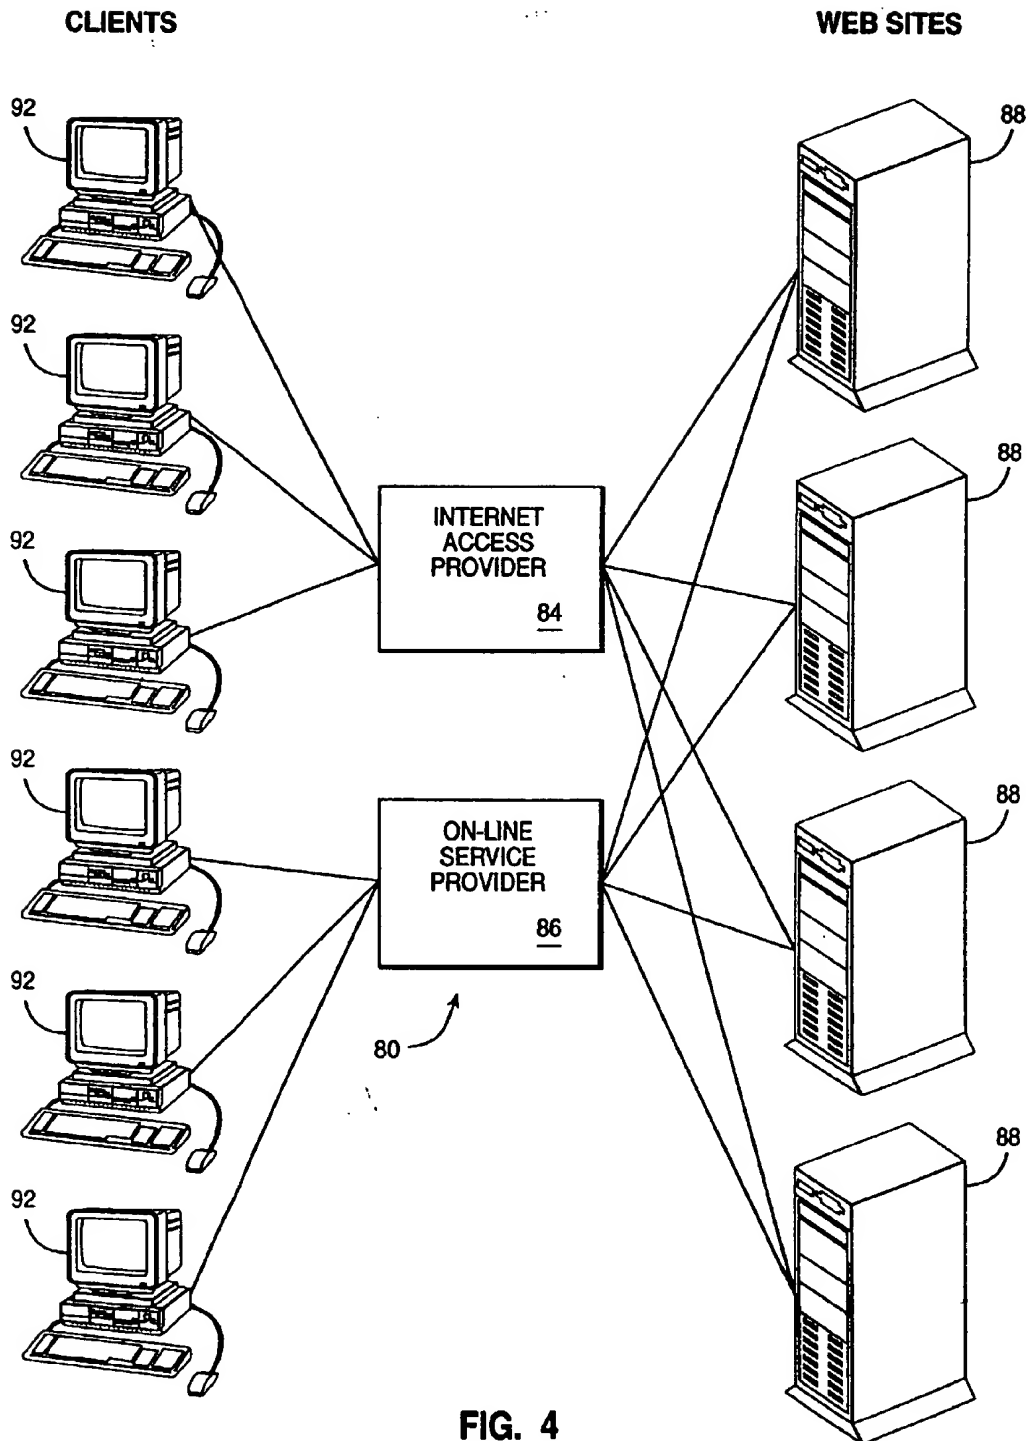 CLIENTS
WEB SITES
92
88
92
88
92
INTERNET
ACCESS
PROVIDER
84
92
88
ON-LINE
SERVICE
PROVIDER
86
92
80
88
92
FIG. 4